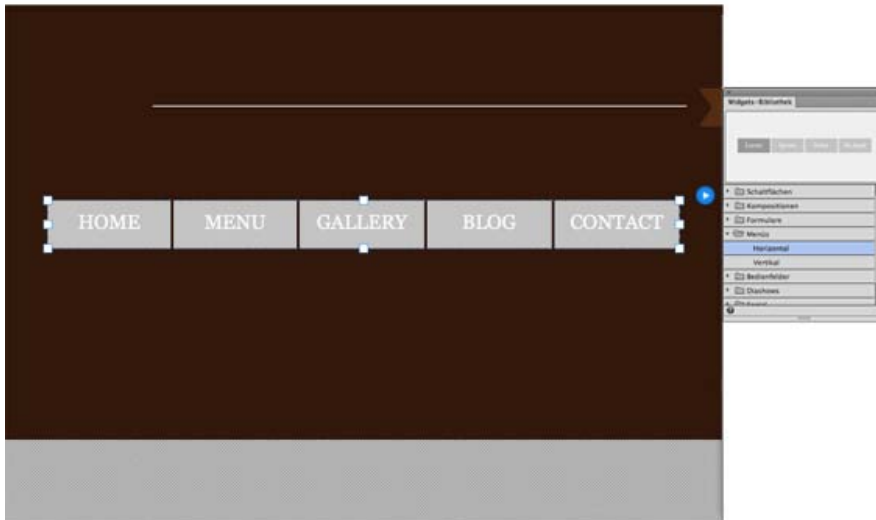 HOME MENU GALLERY BLOG CONTACT
Widgets-Bibliothek
Schaltflächen
Kompositionen
Formulare
Menüs
Horizontal
Vertikal
Bedienfelder
Diashows